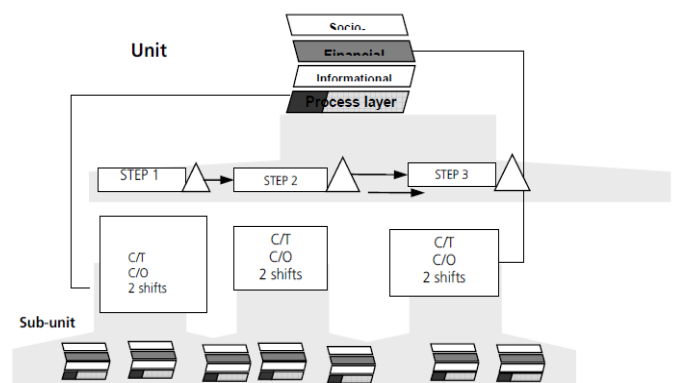 Unit
Socio-
Financial
Informational
Process layer
STEP 1
STEP 2
STEP 3
C/T
C/O
2 shifts
C/T
C/O
2 shifts
C/T
C/O
2 shifts
Sub-unit